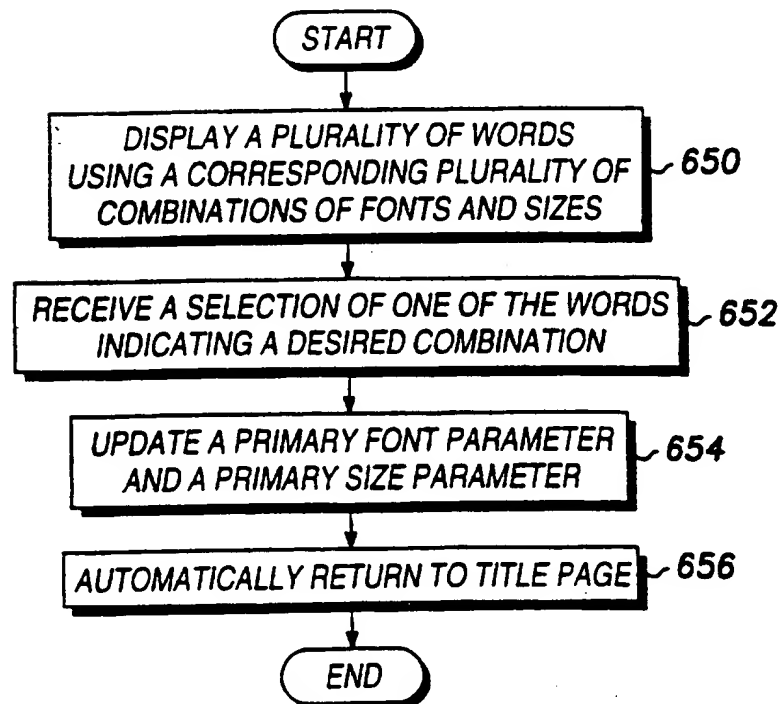 START
DISPLAY A PLURALITY OF WORDS
USING A CORRESPONDING PLURALITY OF
COMBINATIONS OF FONTS AND SIZES
650
RECEIVE A SELECTION OF ONE OF THE WORDS
INDICATING A DESIRED COMBINATION
652
UPDATE A PRIMARY FONT PARAMETER
AND A PRIMARY SIZE PARAMETER
654
AUTOMATICALLY RETURN TO TITLE PAGE
656
END